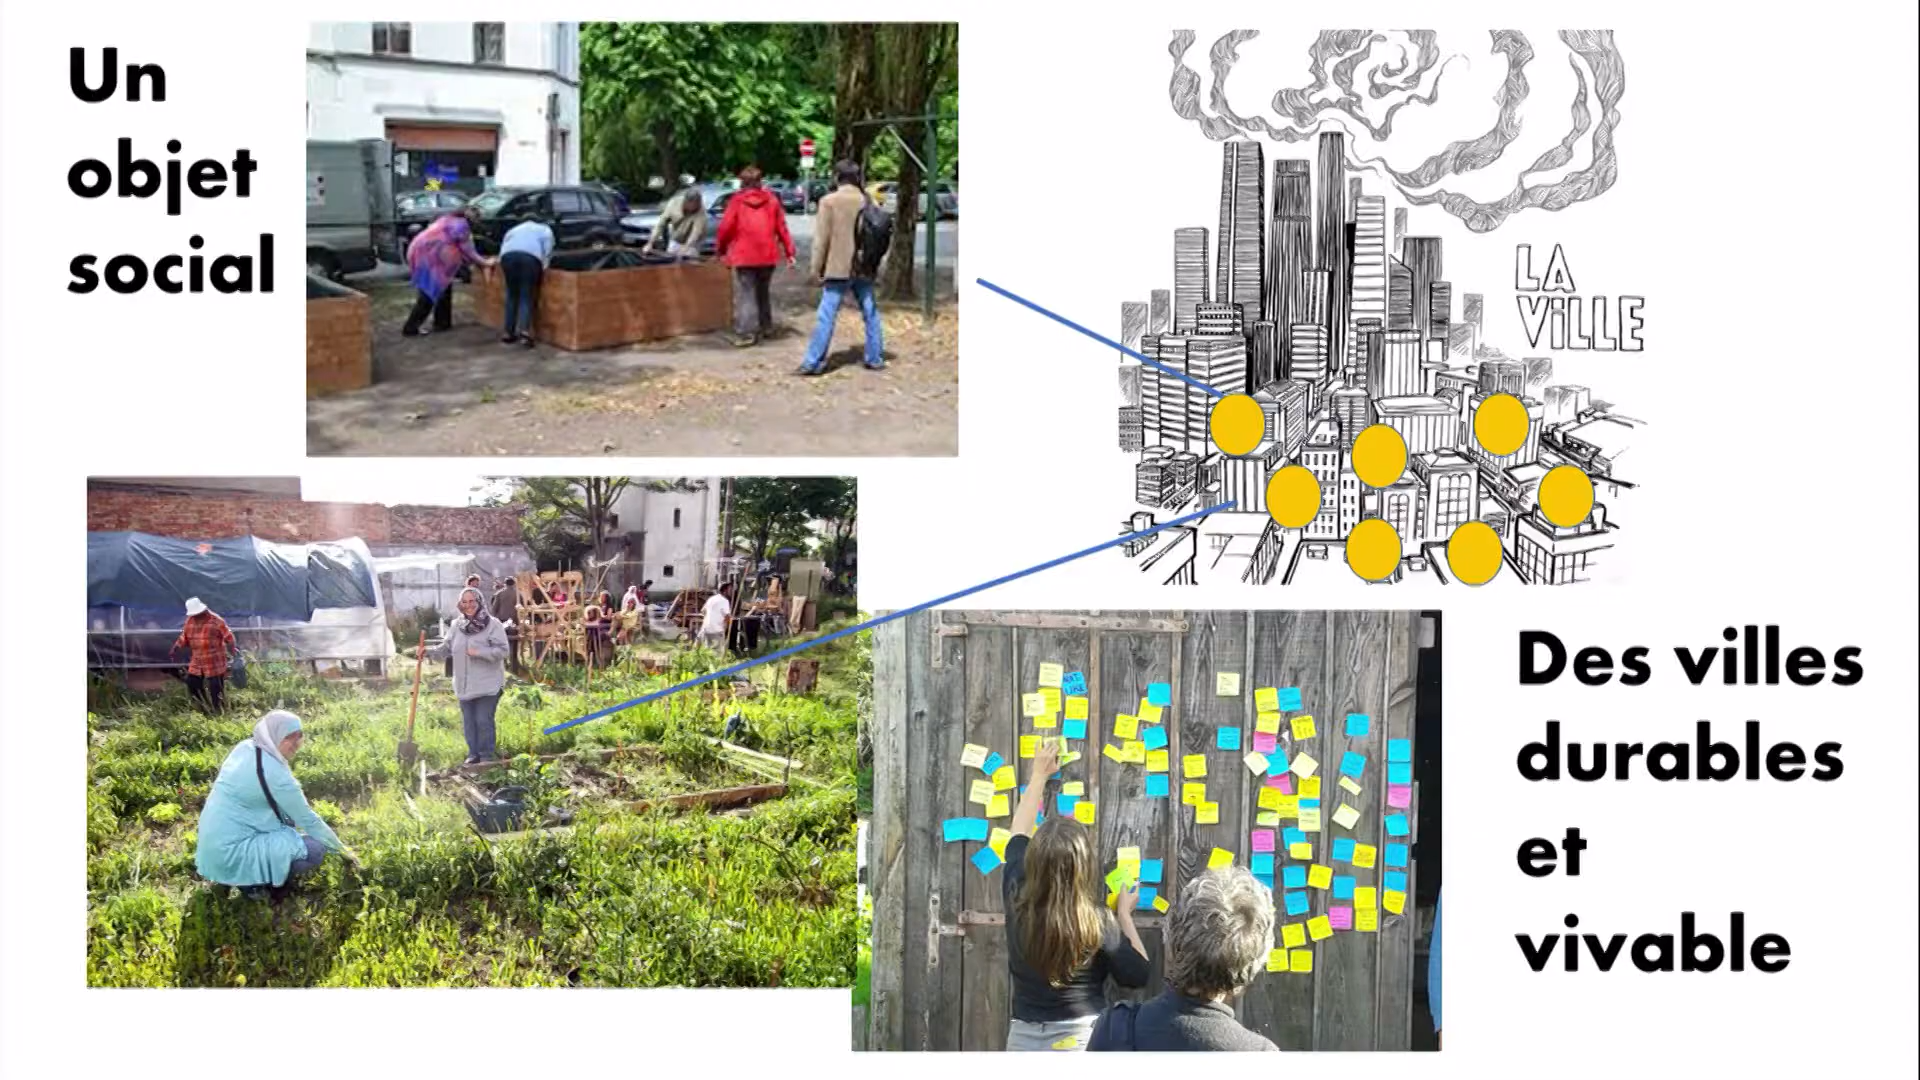 Un
objet
social
LA
ViLLE
Des villes
durables
et
vivable